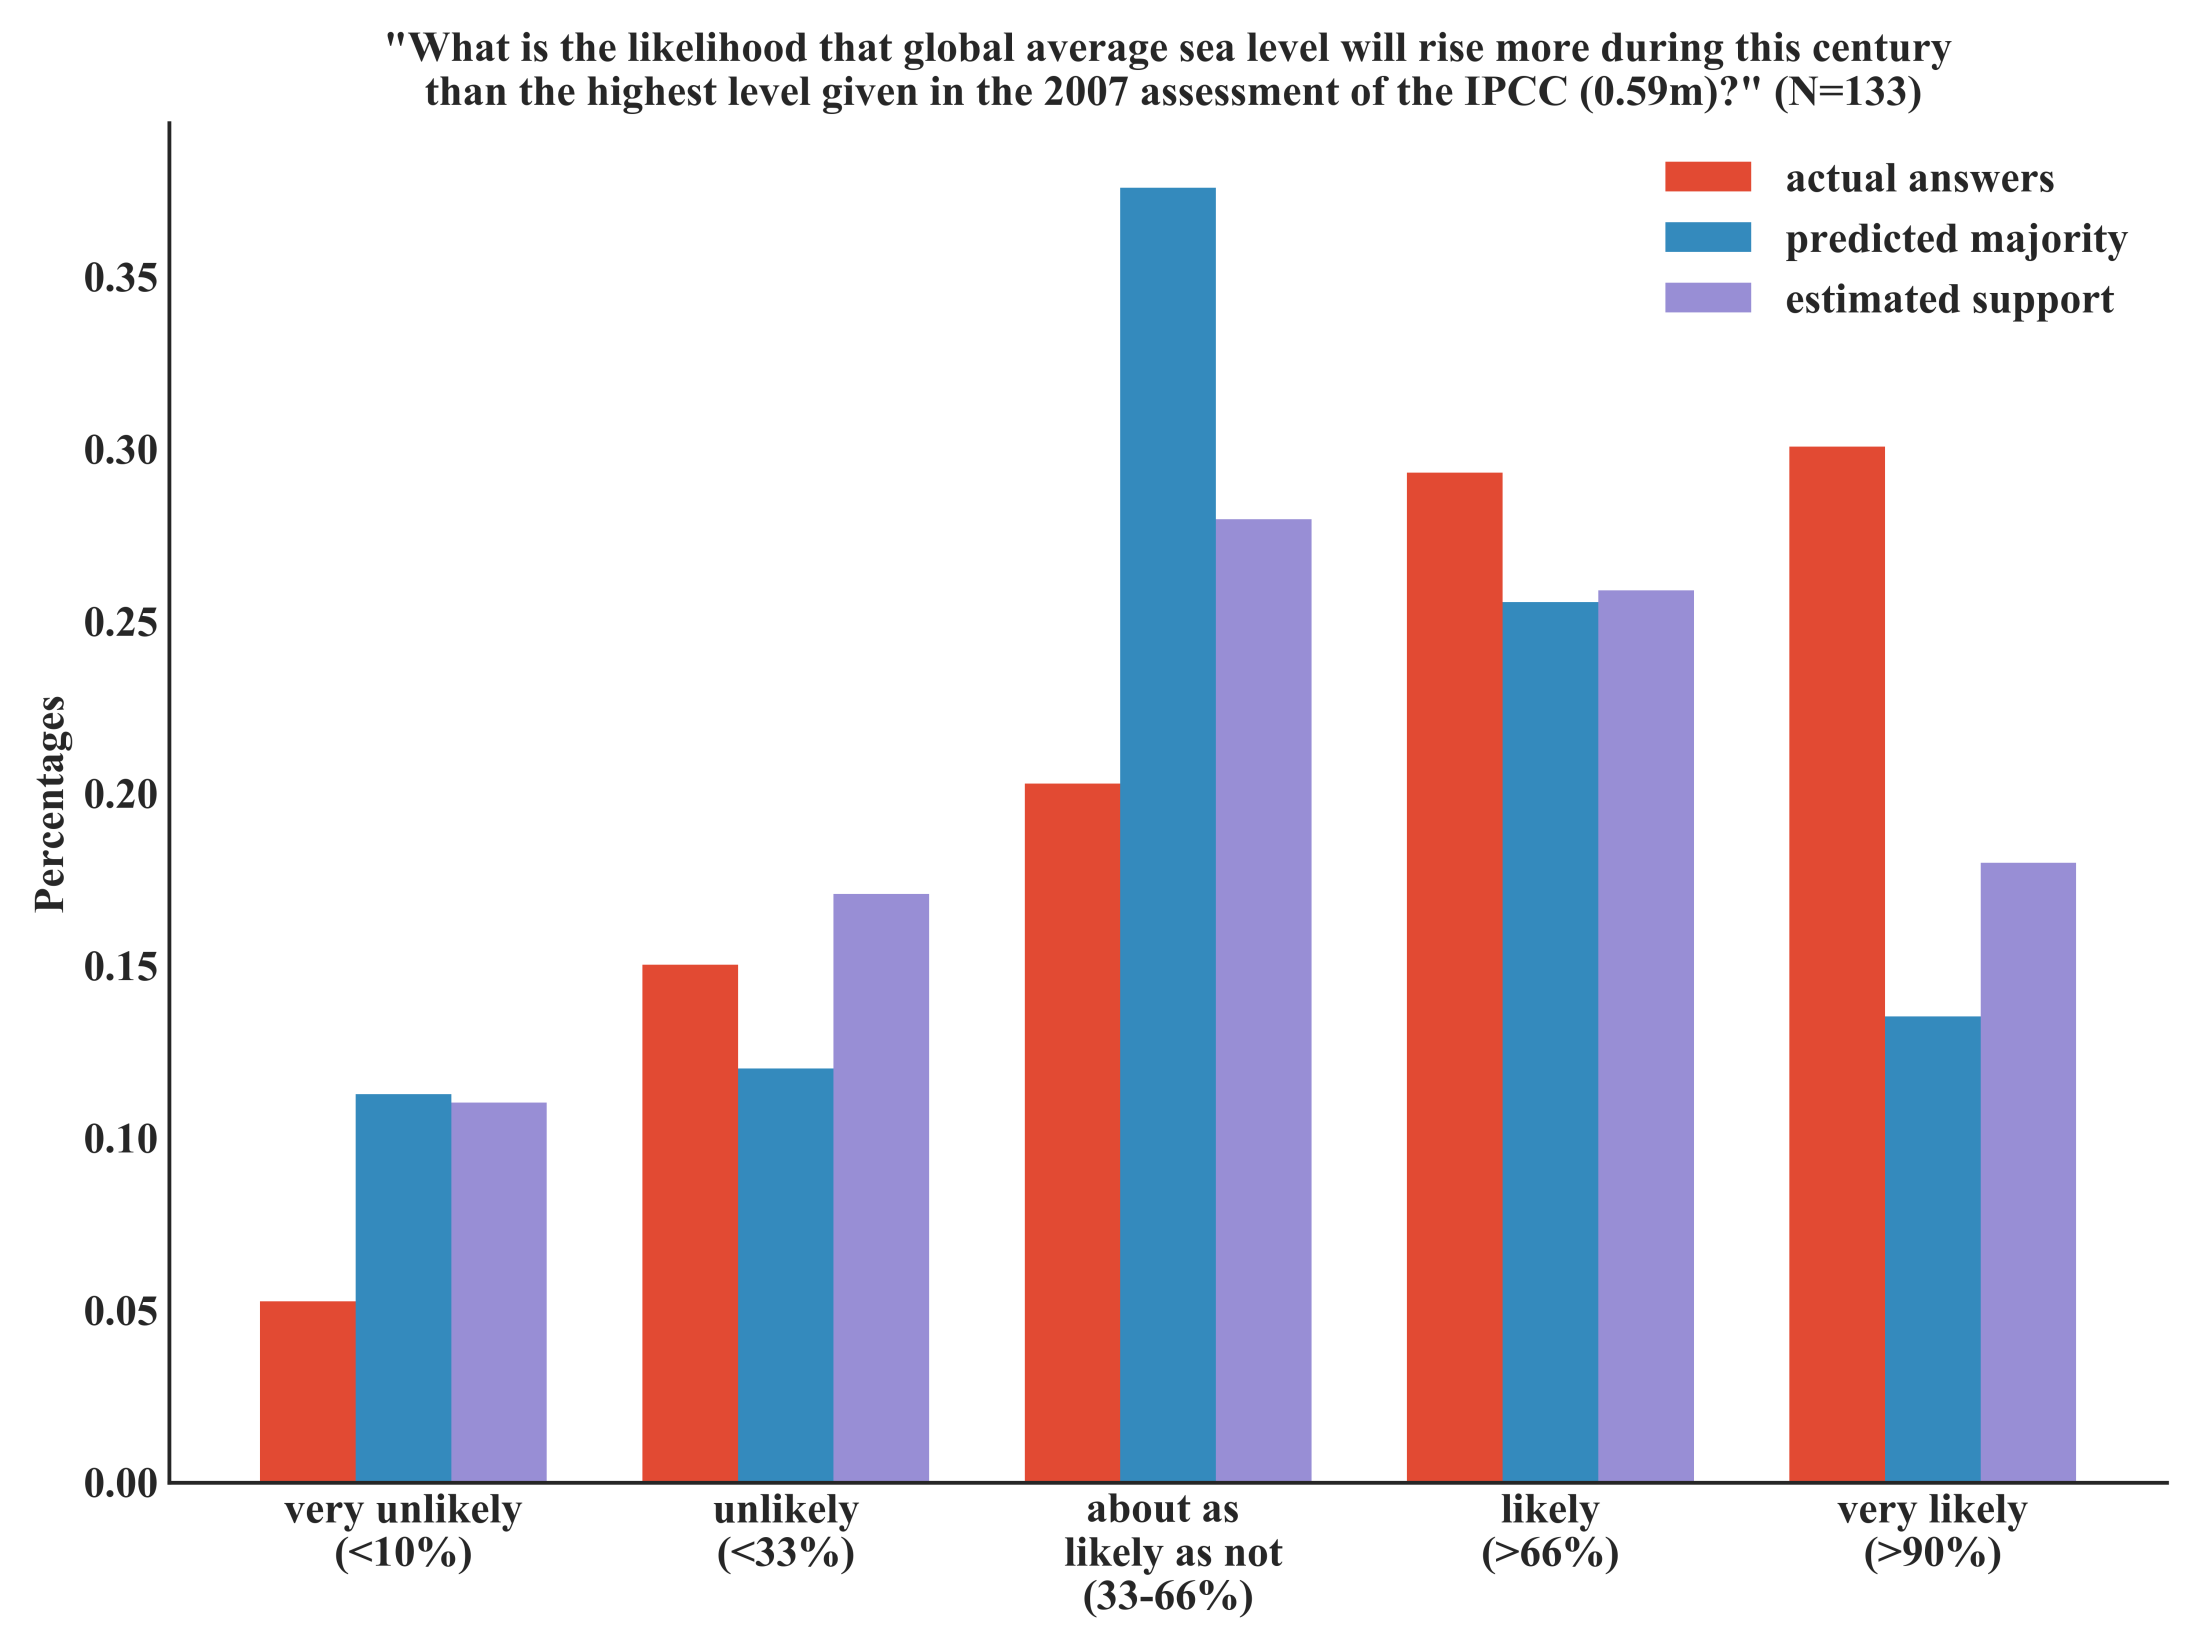 "What is the likelihood that global average sea level will rise more during this century
than the highest level given in the 2007 assessment of the IPCC (0.59m)?" (N=133)
actual answers
predicted majority
estimated support
Percentages
0.35
0.30
0.25
0.20
0.15
0.10
0.05
0.00
very unlikely
(<10%)
unlikely
(<33%)
about as
likely as not
(33-66%)
likely
(>66%)
very likely
(>90%)